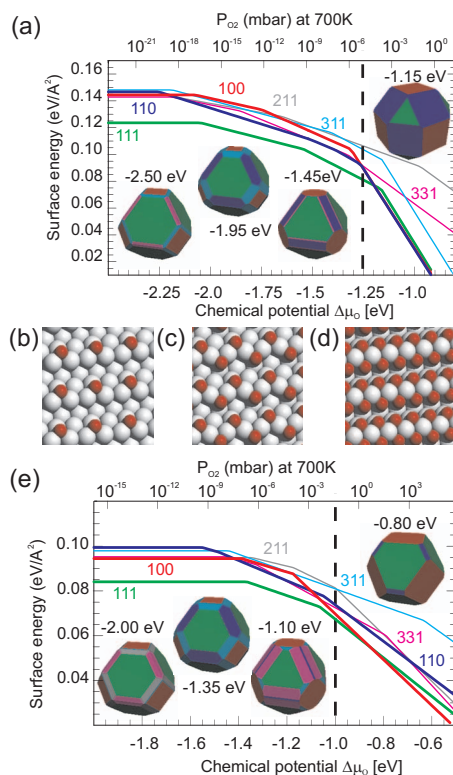 (a)
P_O2 (mbar) at 700K
10^-21 10^-18 10^-15 10^-12 10^-9 10^-6 10^-3 10^0
Surface energy (eV/A^2)
0.16
0.14
0.12
0.10
0.08
0.06
0.04
0.02
100
211
110
311
111
331
-1.15 eV
-2.50 eV
-1.95 eV
-1.45eV
-2.25 -2.0 -1.75 -1.5 -1.25 -1.0
Chemical potential Δμ_O [eV]
(b) (c) (d)
P_O2 (mbar) at 700K
(e)
10^-15 10^-12 10^-9 10^-6 10^-3 10^0 10^3
Surface energy (eV/A^2)
0.10
0.08
0.06
0.04
211
100
111
311
331
110
-0.80 eV
-2.00 eV
-1.35 eV
-1.10 eV
-1.8 -1.6 -1.4 -1.2 -1.0 -0.8 -0.6
Chemical potential Δμ_O [eV]